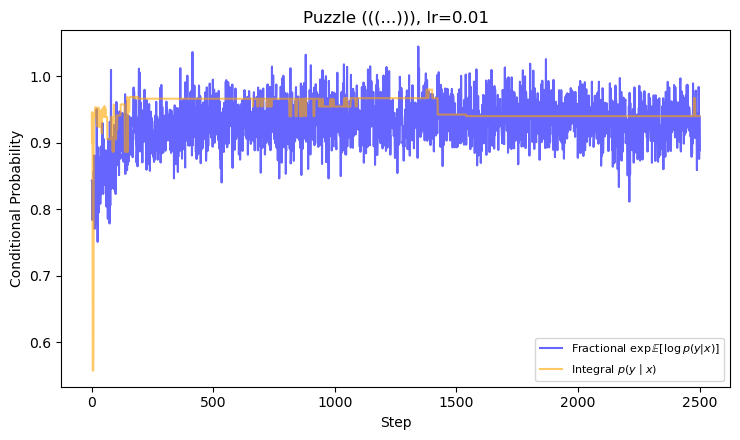 Puzzle (((...))), lr=0.01
Conditional Probability
1.0
0.9
0.8
0.7
0.6
0
500
1000
1500
2000
2500
Step
Fractional exp𝔼[log p(y|x)]
Integral p(y | x)